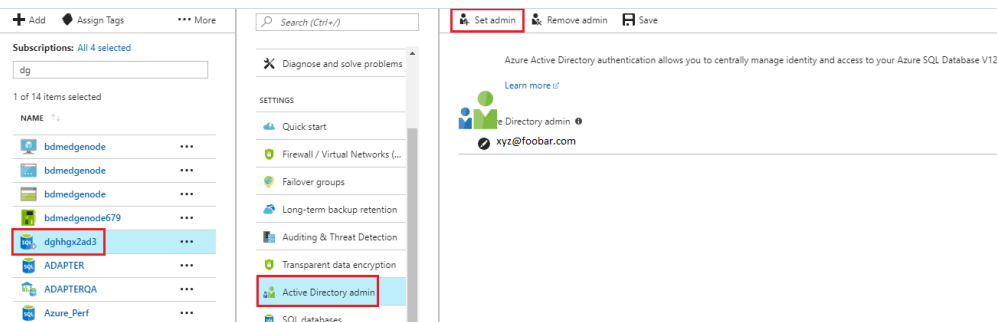 Add Assign Tags ••• More
Subscriptions: All 4 selected
dg
1 of 14 items selected
NAME
bdmedgenode •••
bdmedgenode •••
bdmedgenode •••
bdmedgenode679 •••
SQL dghhgx2ad3 •••
SQL ADAPTER •••
ADAPTERQA •••
SQL Azure_Perf •••
Search (Ctrl+/)
Diagnose and solve problems
SETTINGS
Quick start
Firewall / Virtual Networks (...
Failover groups
Long-term backup retention
Auditing & Threat Detection
Transparent data encryption
Active Directory admin
SQL databases
Set admin Remove admin Save
Azure Active Directory authentication allows you to centrally manage identity and access to your Azure SQL Database V12
Learn more
e Directory admin
xyz@foobar.com